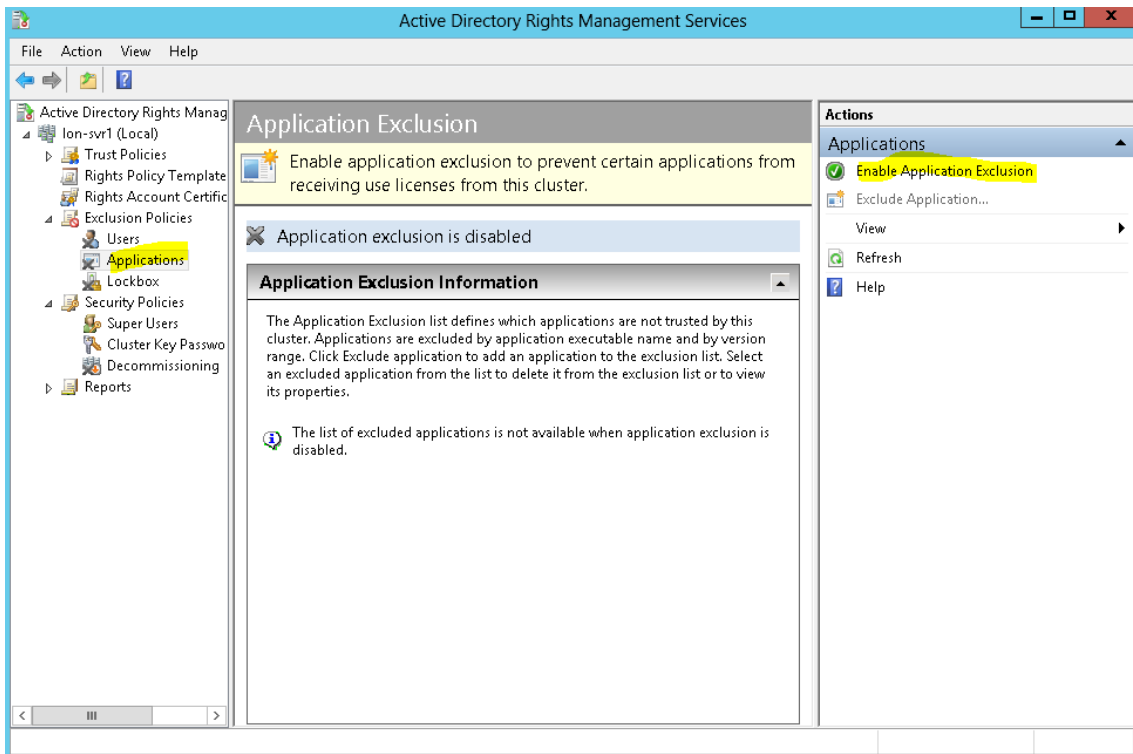 Active Directory Rights Management Services
File Action View Help
Active Directory Rights Manag
lon-svr1 (Local)
Trust Policies
Rights Policy Template
Rights Account Certific
Exclusion Policies
Users
Applications
Lockbox
Security Policies
Super Users
Cluster Key Passwo
Decommissioning
Reports
Application Exclusion
Enable application exclusion to prevent certain applications from
receiving use licenses from this cluster.
Application exclusion is disabled
Application Exclusion Information
The Application Exclusion list defines which applications are not trusted by this
cluster. Applications are excluded by application executable name and by version
range. Click Exclude application to add an application to the exclusion list. Select
an excluded application from the list to delete it from the exclusion list or to view
its properties.
The list of excluded applications is not available when application exclusion is
disabled.
Actions
Applications
Enable Application Exclusion
Exclude Application...
View
Refresh
Help